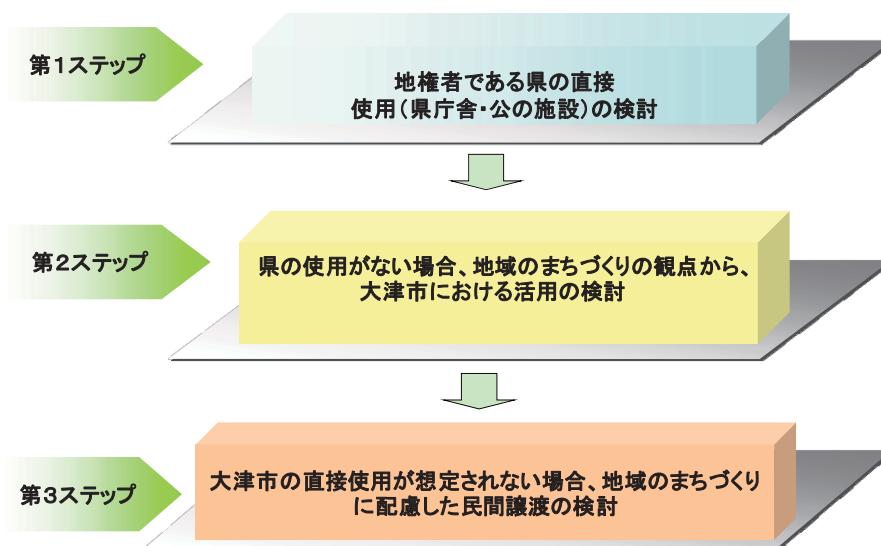 第1ステップ
地権者である県の直接
使用(県庁舎・公の施設)の検討
第2ステップ
県の使用がない場合、地域のまちづくりの観点から、
大津市における活用の検討
第3ステップ
大津市の直接使用が想定されない場合、地域のまちづくり
に配慮した民間譲渡の検討